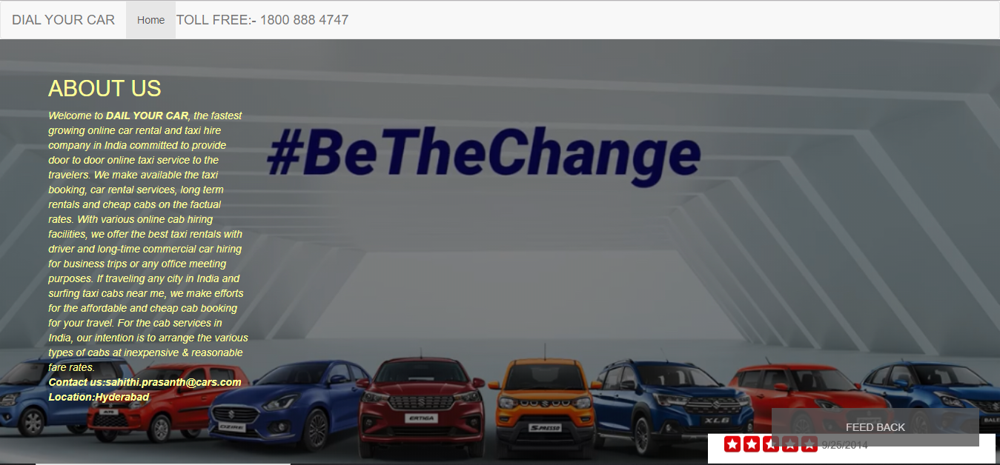 DIAL YOUR CAR Home TOLL FREE:- 1800 888 4747
ABOUT US
Welcome to DAIL YOUR CAR, the fastest
growing online car rental and taxi hire
company in India committed to provide
door to door online taxi service to the
travelers. We make available the taxi
booking, car rental services, long term
rentals and cheap cabs on the factual
rates. With various online cab hiring
facilities, we offer the best taxi rentals with
driver and long-time commercial car hiring
for business trips or any office meeting
purposes. If traveling any city in India and
surfing taxi cabs near me, we make efforts
for the affordable and cheap cab booking
for your travel. For the cab services in
India, our intention is to arrange the various
types of cabs at inexpensive & reasonable
fare rates.
Contact us:sahithi.prasanth@cars.com
Location:Hyderabad
#BeTheChange
DZIRE
ERTIGA
S-PRESSO
XL6
FEED BACK
9/25/2014